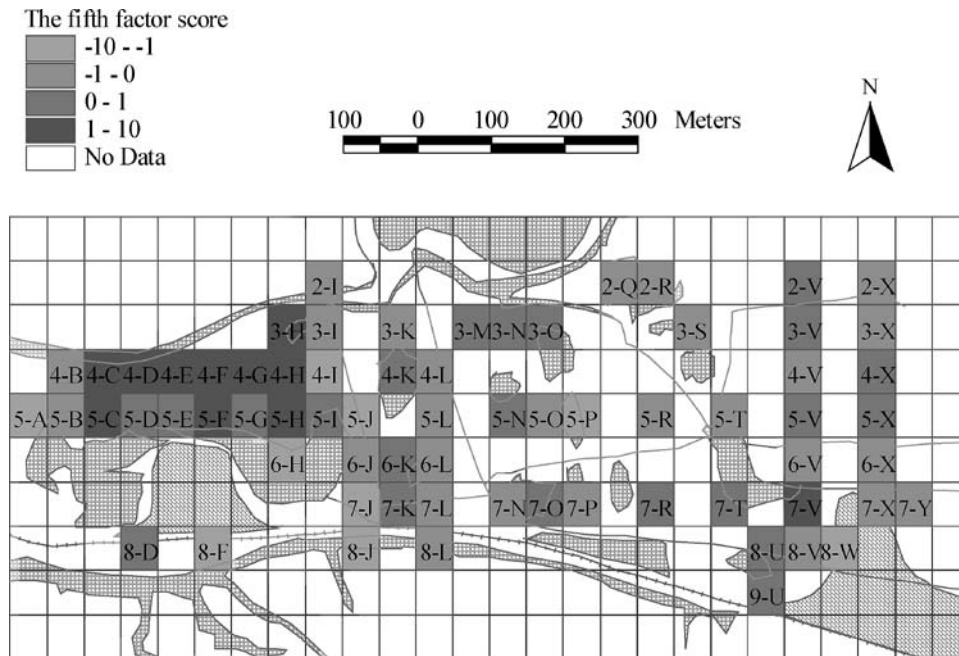 The fifth factor score
-10 - -1
-1 - 0
0 - 1
1 - 10
No Data
100 0 100 200 300 Meters
N
2-I 2-Q 2-R 2-V 2-X
3-H 3-I 3-K 3-M 3-N 3-O 3-S 3-V 3-X
4-B 4-C 4-D 4-E 4-F 4-G 4-H 4-I 4-K 4-L 4-V 4-X
5-A 5-B 5-C 5-D 5-E 5-F 5-G 5-H 5-I 5-J 5-L 5-N 5-O 5-P 5-R 5-T 5-V 5-X
6-H 6-J 6-K 6-L 6-V 6-X
7-J 7-K 7-L 7-N 7-O 7-P 7-R 7-T 7-V 7-X 7-Y
8-D 8-F 8-J 8-L 8-U 8-V 8-W
9-U